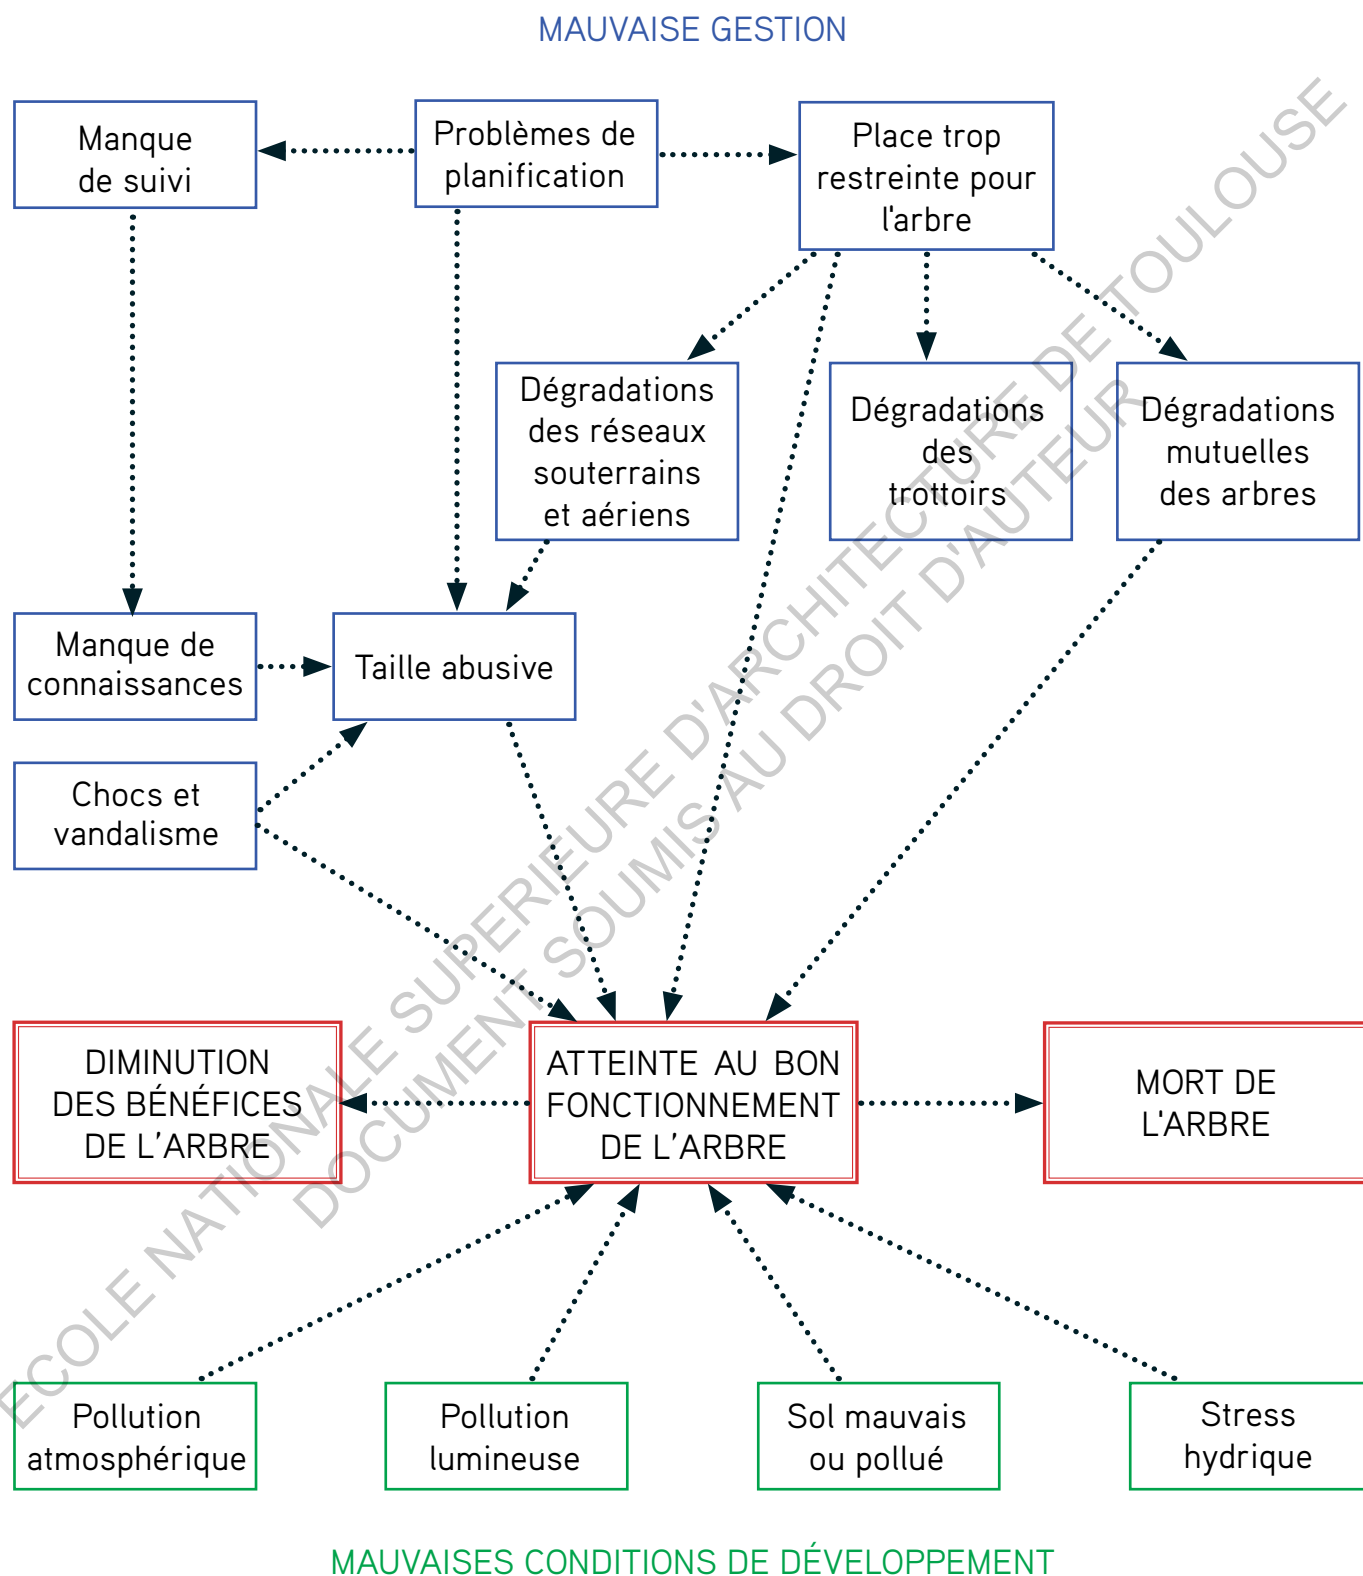 MAUVAISE GESTION
Manque
de suivi
Problèmes de
planification
Place trop
restreinte pour
l'arbre
Dégradations
des réseaux
souterrains
et aériens
Dégradations
des
trottoirs
Dégradations
mutuelles
des arbres
Manque de
connaissances
Taille abusive
Chocs et
vandalisme
DIMINUTION
DES BÉNÉFICES
DE L’ARBRE
ATTEINTE AU BON
FONCTIONNEMENT
DE L’ARBRE
MORT DE
L'ARBRE
Pollution
atmosphérique
Pollution
lumineuse
Sol mauvais
ou pollué
Stress
hydrique
MAUVAISES CONDITIONS DE DÉVELOPPEMENT
ECOLE NATIONALE SUPERIEURE D'ARCHITECTURE DE TOULOUSE
DOCUMENT SOUMIS AU DROIT D'AUTEUR